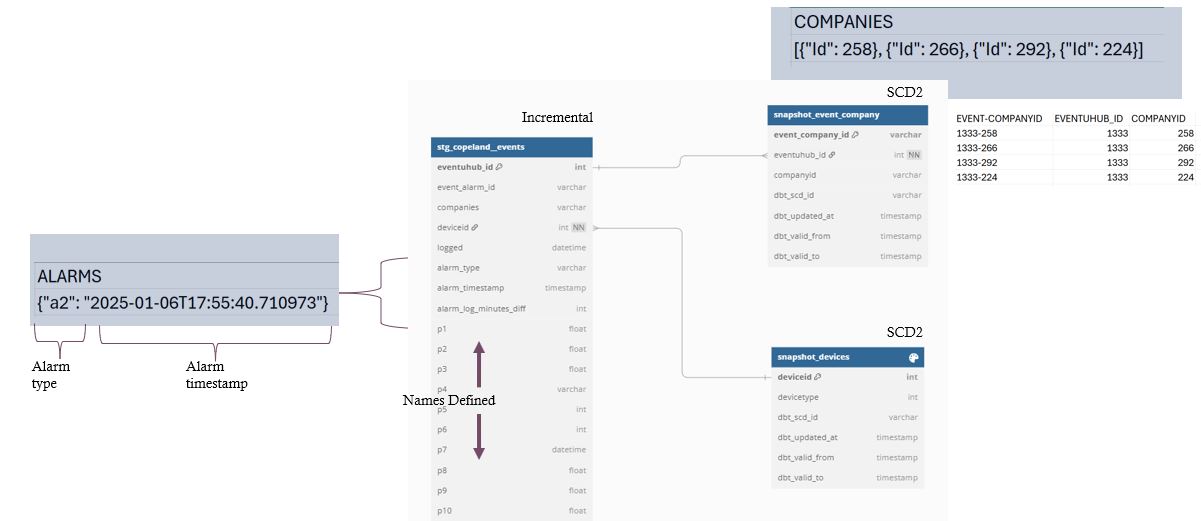 COMPANIES
[{"Id": 258}, {"Id": 266}, {"Id": 292}, {"Id": 224}]
EVENT-COMPANYID EVENTUHUB_ID COMPANYID
1333-258 1333 258
1333-266 1333 266
1333-292 1333 292
1333-224 1333 224
Incremental
stg_copeland__events
eventuhub_id int
event_alarm_id varchar
companies varchar
deviceid int NN
logged datetime
alarm_type varchar
alarm_timestamp timestamp
alarm_log_minutes_diff int
p1 float
p2 float
p3 float
p4 varchar
Names Defined
p5 int
p6 int
p7 datetime
p8 float
p9 float
p10 float
SCD2
snapshot_event_company
event_company_id varchar
eventuhub_id int NN
companyid varchar
dbt_scd_id varchar
dbt_updated_at timestamp
dbt_valid_from timestamp
dbt_valid_to timestamp
SCD2
snapshot_devices
deviceid int
devicetype int
dbt_scd_id varchar
dbt_updated_at timestamp
dbt_valid_from timestamp
dbt_valid_to timestamp
ALARMS
{"a2": "2025-01-06T17:55:40.710973"}
Alarm
type
Alarm
timestamp